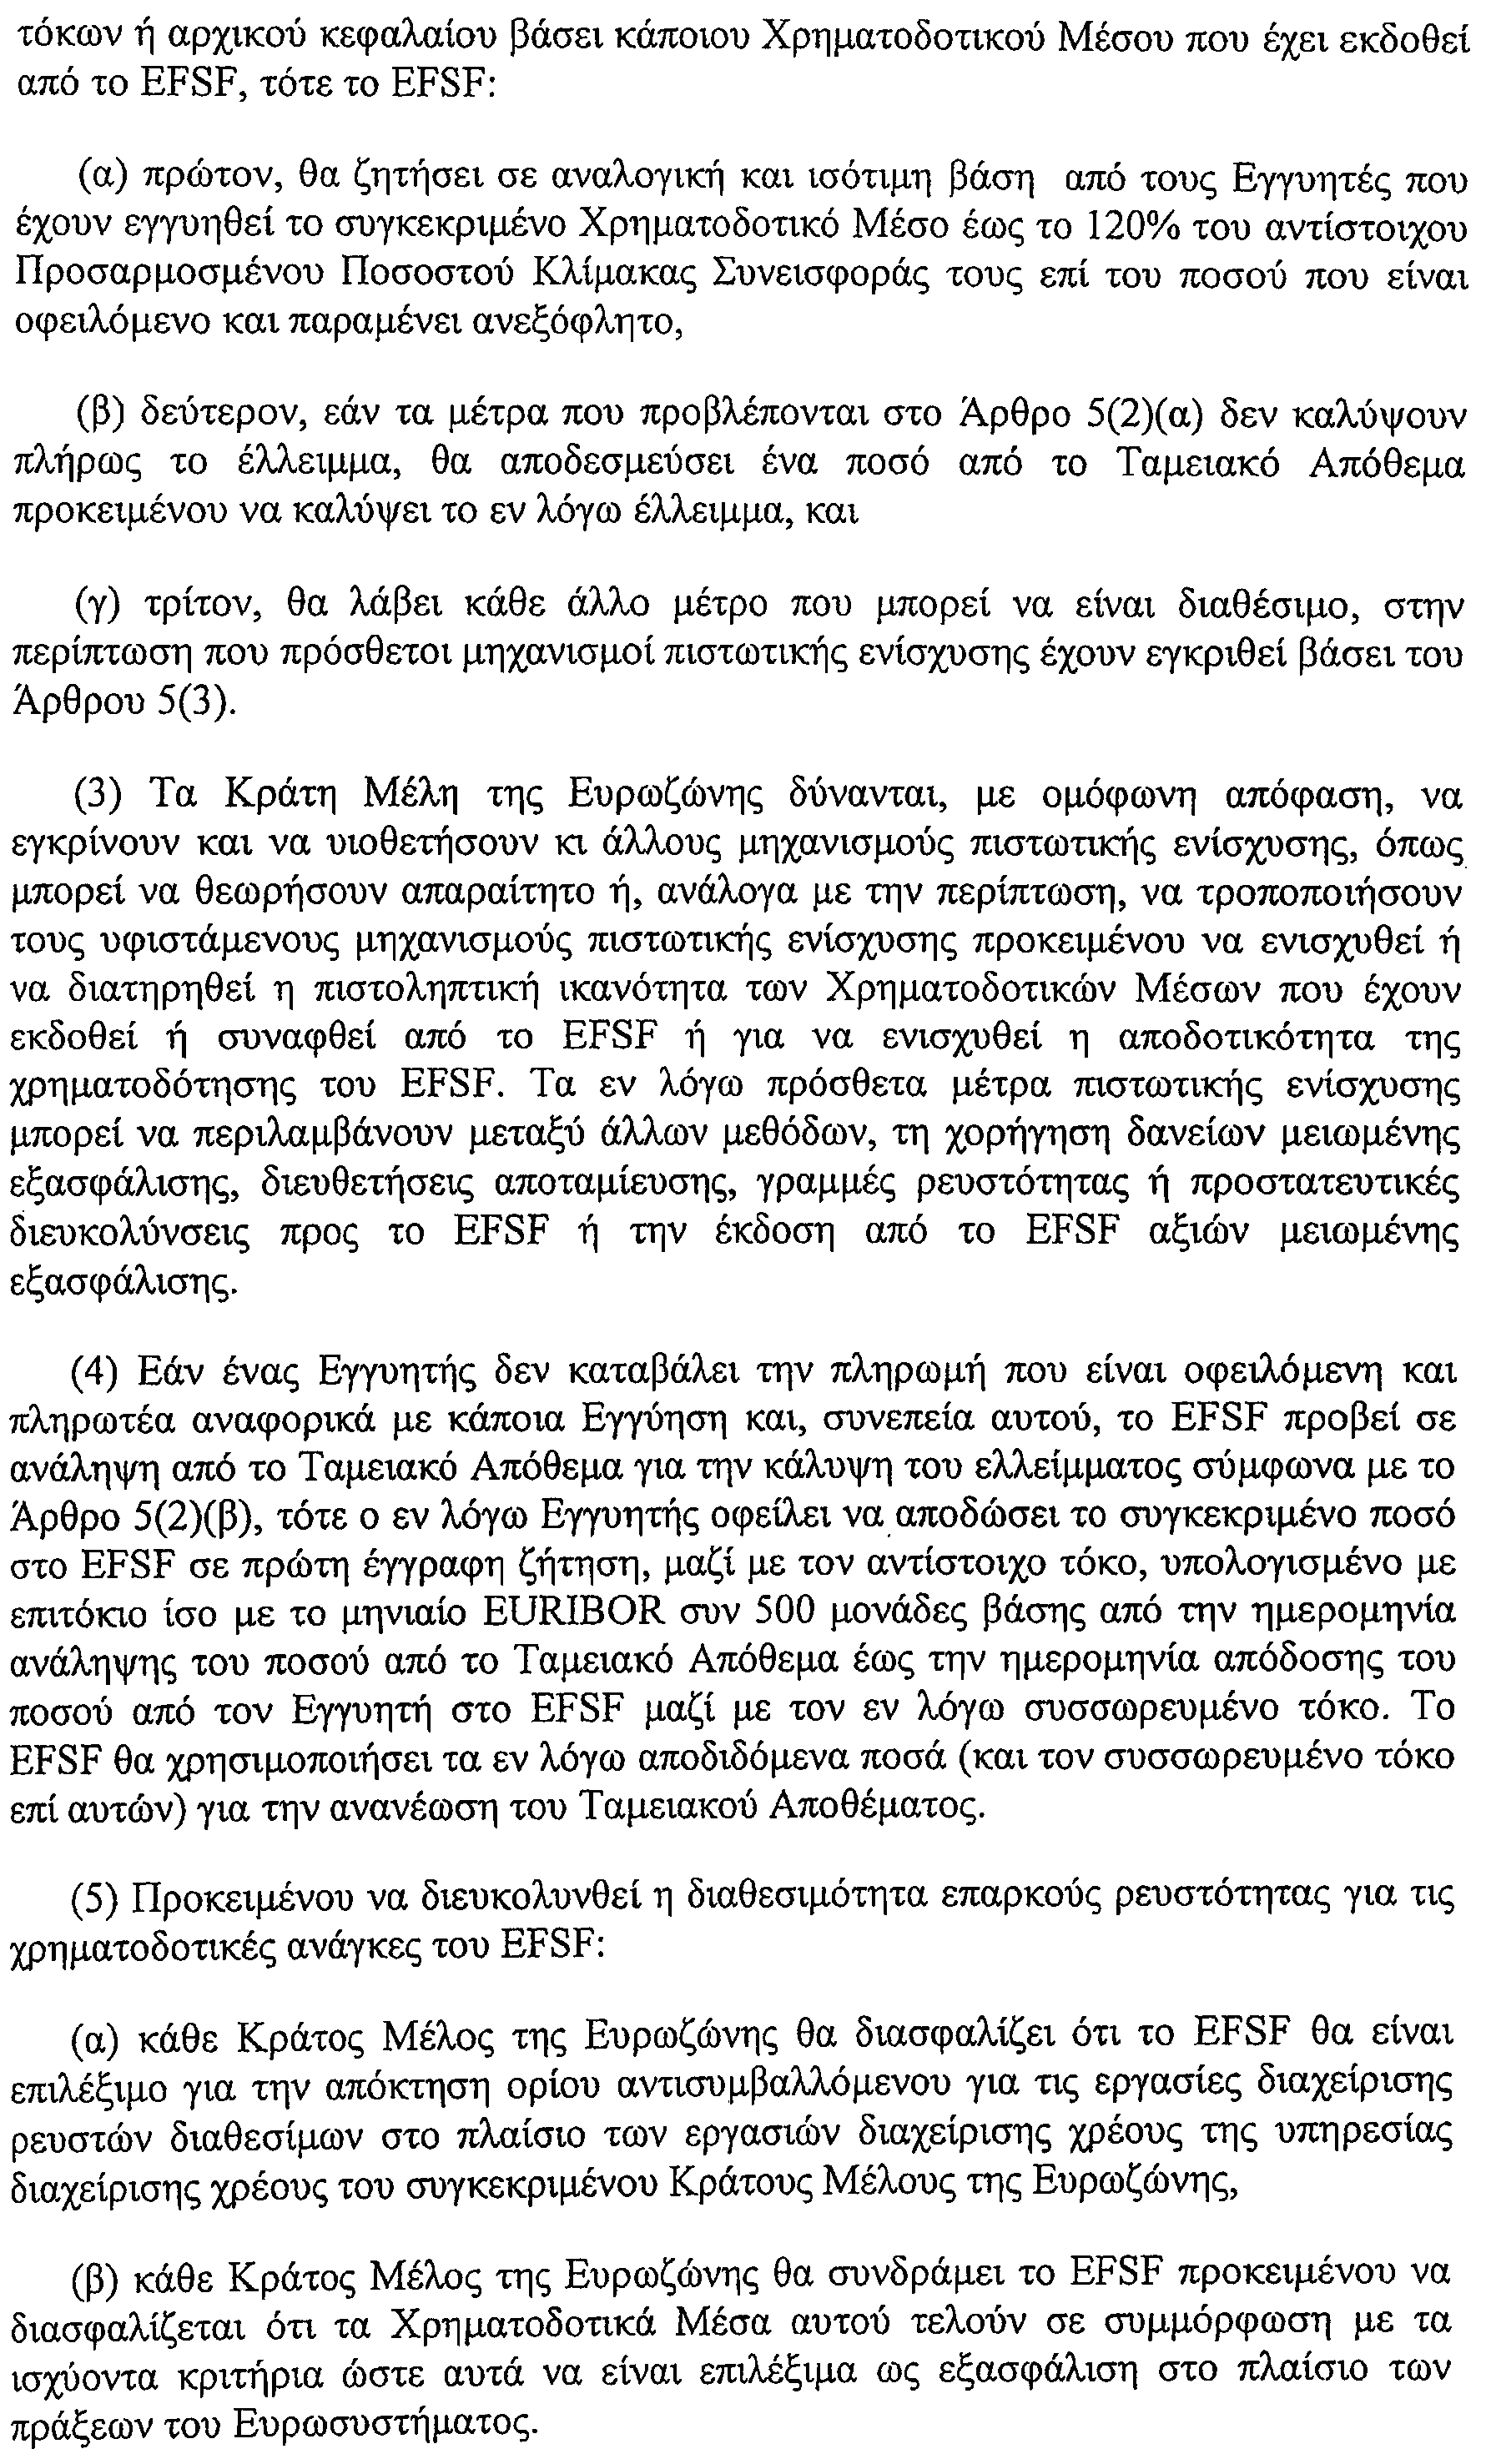 τόκων ή αρχικού κεφαλαίου βάσει κάποιου Χρηματοδοτικού Μέσου που έχει εκδοθεί
από το EFSF, τότε το EFSF:
(α) πρώτον, θα ζητήσει σε αναλογική και ισότιμη βάση από τους Εγγυητές που
έχουν εγγυηθεί το συγκεκριμένο Χρηματοδοτικό Μέσο έως το 120% του αντίστοιχου
Προσαρμοσμένου Ποσοστού Κλίμακας Συνεισφοράς τους επί του ποσού που είναι
οφειλόμενο και παραμένει ανεξόφλητο,
(β) δεύτερον, εάν τα μέτρα που προβλέπονται στο Άρθρο 5(2)(α) δεν καλύψουν
πλήρως το έλλειμμα, θα αποδεσμεύσει ένα ποσό από το Ταμειακό Απόθεμα
προκειμένου να καλύψει το εν λόγω έλλειμμα, και
(γ) τρίτον, θα λάβει κάθε άλλο μέτρο που μπορεί να είναι διαθέσιμο, στην
περίπτωση που πρόσθετοι μηχανισμοί πιστωτικής ενίσχυσης έχουν εγκριθεί βάσει του
Άρθρου 5(3).
(3) Τα Κράτη Μέλη της Ευρωζώνης δύνανται, με ομόφωνη απόφαση, να
εγκρίνουν και να υιοθετήσουν κι άλλους μηχανισμούς πιστωτικής ενίσχυσης, όπως
μπορεί να θεωρήσουν απαραίτητο ή, ανάλογα με την περίπτωση, να τροποποιήσουν
τους υφιστάμενους μηχανισμούς πιστωτικής ενίσχυσης προκειμένου να ενισχυθεί ή
να διατηρηθεί η πιστοληπτική ικανότητα των Χρηματοδοτικών Μέσων που έχουν
εκδοθεί ή συναφθεί από το EFSF ή για να ενισχυθεί η αποδοτικότητα της
χρηματοδότησης του EFSF. Τα εν λόγω πρόσθετα μέτρα πιστωτικής ενίσχυσης
μπορεί να περιλαμβάνουν μεταξύ άλλων μεθόδων, τη χορήγηση δανείων μειωμένης
εξασφάλισης, διευθετήσεις αποταμίευσης, γραμμές ρευστότητας ή προστατευτικές
διευκολύνσεις προς το EFSF ή την έκδοση από το EFSF αξιών μειωμένης
εξασφάλισης.
(4) Εάν ένας Εγγυητής δεν καταβάλει την πληρωμή που είναι οφειλόμενη και
πληρωτέα αναφορικά με κάποια Εγγύηση και, συνεπεία αυτού, το EFSF προβεί σε
ανάληψη από το Ταμειακό Απόθεμα για την κάλυψη του ελλείμματος σύμφωνα με το
Άρθρο 5(2)(β), τότε ο εν λόγω Εγγυητής οφείλει να αποδώσει το συγκεκριμένο ποσό
στο EFSF σε πρώτη έγγραφη ζήτηση, μαζί με τον αντίστοιχο τόκο, υπολογισμένο με
επιτόκιο ίσο με το μηνιαίο EURIBOR συν 500 μονάδες βάσης από την ημερομηνία
ανάληψης του ποσού από το Ταμειακό Απόθεμα έως την ημερομηνία απόδοσης του
ποσού από τον Εγγυητή στο EFSF μαζί με τον εν λόγω συσσωρευμένο τόκο. Το
EFSF θα χρησιμοποιήσει τα εν λόγω αποδιδόμενα ποσά (και τον συσσωρευμένο τόκο
επί αυτών) για την ανανέωση του Ταμειακού Αποθέματος.
(5) Προκειμένου να διευκολυνθεί η διαθεσιμότητα επαρκούς ρευστότητας για τις
χρηματοδοτικές ανάγκες του EFSF:
(α) κάθε Κράτος Μέλος της Ευρωζώνης θα διασφαλίζει ότι το EFSF θα είναι
επιλέξιμο για την απόκτηση ορίου αντισυμβαλλόμενου για τις εργασίες διαχείρισης
ρευστών διαθεσίμων στο πλαίσιο των εργασιών διαχείρισης χρέους της υπηρεσίας
διαχείρισης χρέους του συγκεκριμένου Κράτους Μέλους της Ευρωζώνης,
(β) κάθε Κράτος Μέλος της Ευρωζώνης θα συνδράμει το EFSF προκειμένου να
διασφαλίζεται ότι τα Χρηματοδοτικά Μέσα αυτού τελούν σε συμμόρφωση με τα
ισχύοντα κριτήρια ώστε αυτά να είναι επιλέξιμα ως εξασφάλιση στο πλαίσιο των
πράξεων του Ευρωσυστήματος.